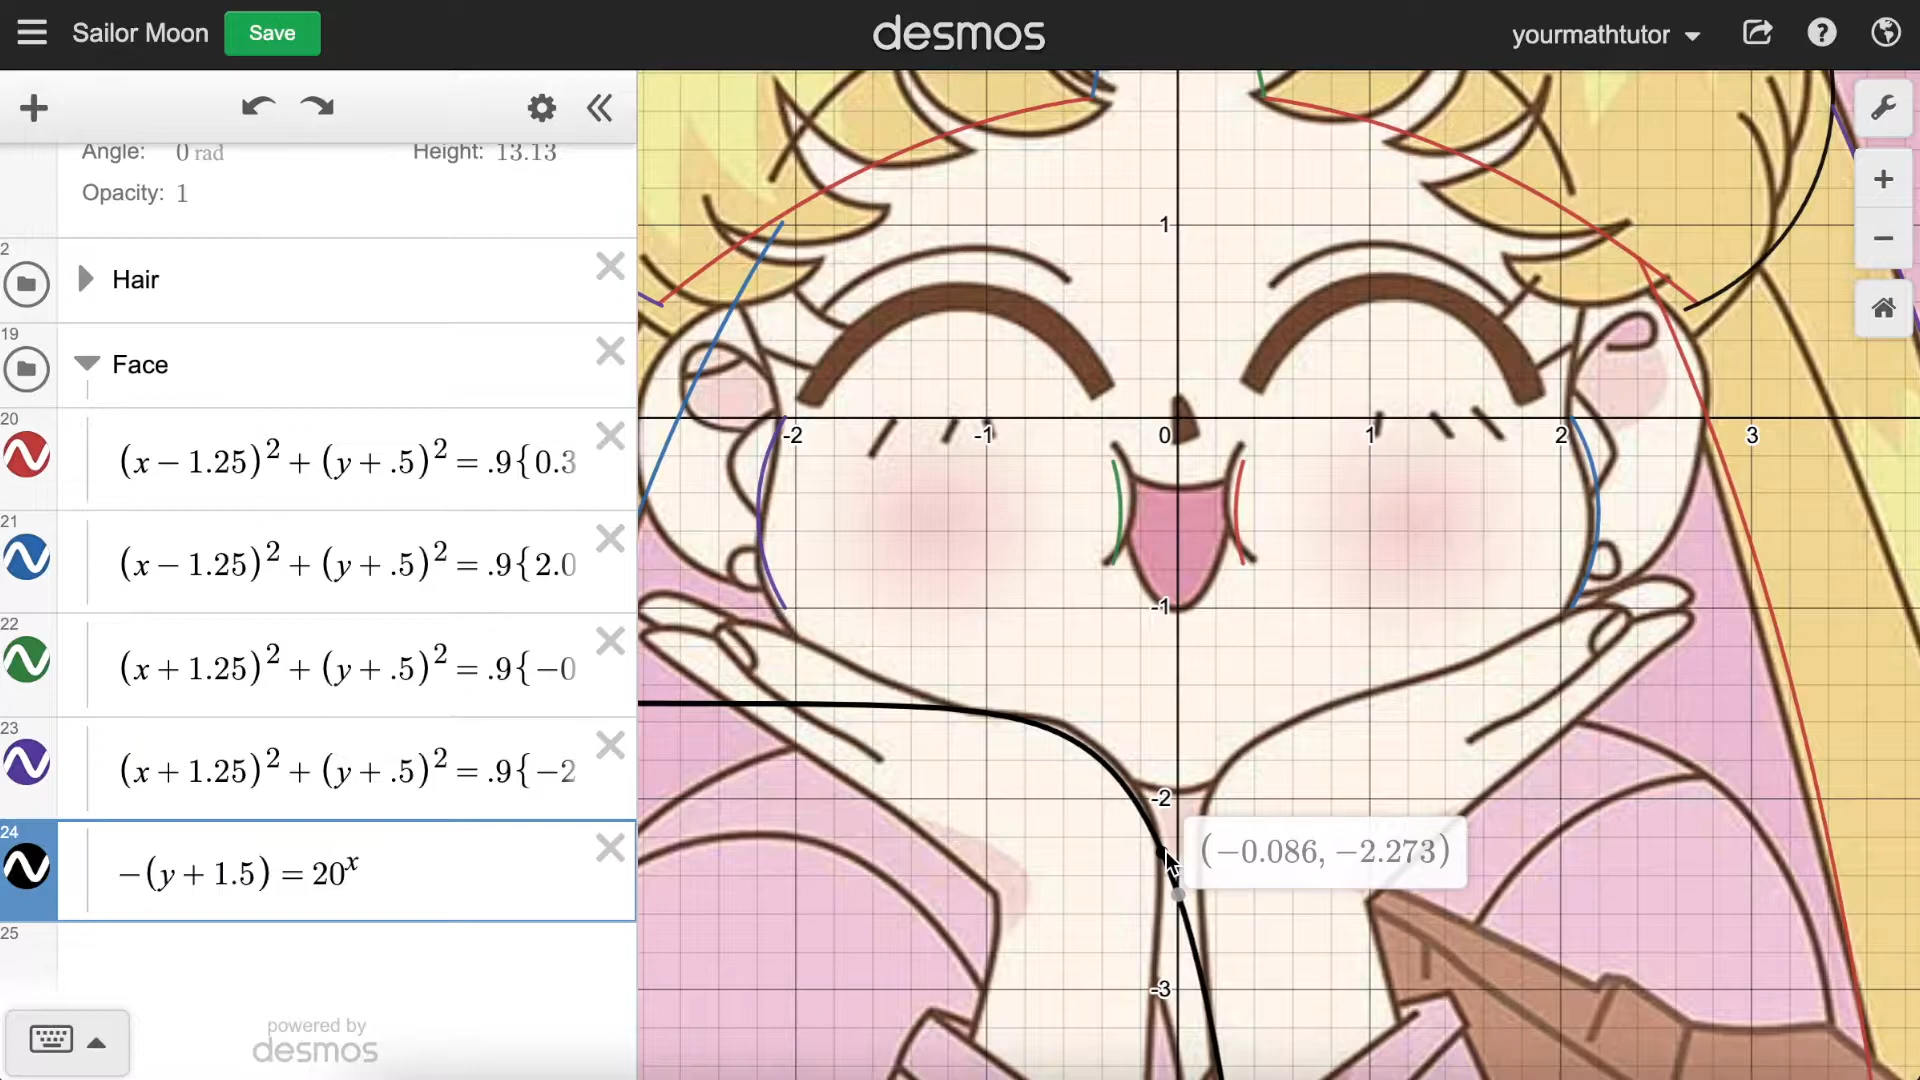 Sailor Moon
Save
desmos
yourmathtutor
?
Angle: 0 rad
Height: 13.13
Opacity: 1
2
Hair
19
Face
20
(x − 1.25)² + (y + .5)² = .9{0.3
21
(x − 1.25)² + (y + .5)² = .9{2.0
22
(x + 1.25)² + (y + .5)² = .9{−0
23
(x + 1.25)² + (y + .5)² = .9{−2
24
−(y + 1.5) = 20ˣ
25
powered by
desmos
1
-2
-1
0
1
2
3
-1
-2
(−0.086, −2.273)
-3